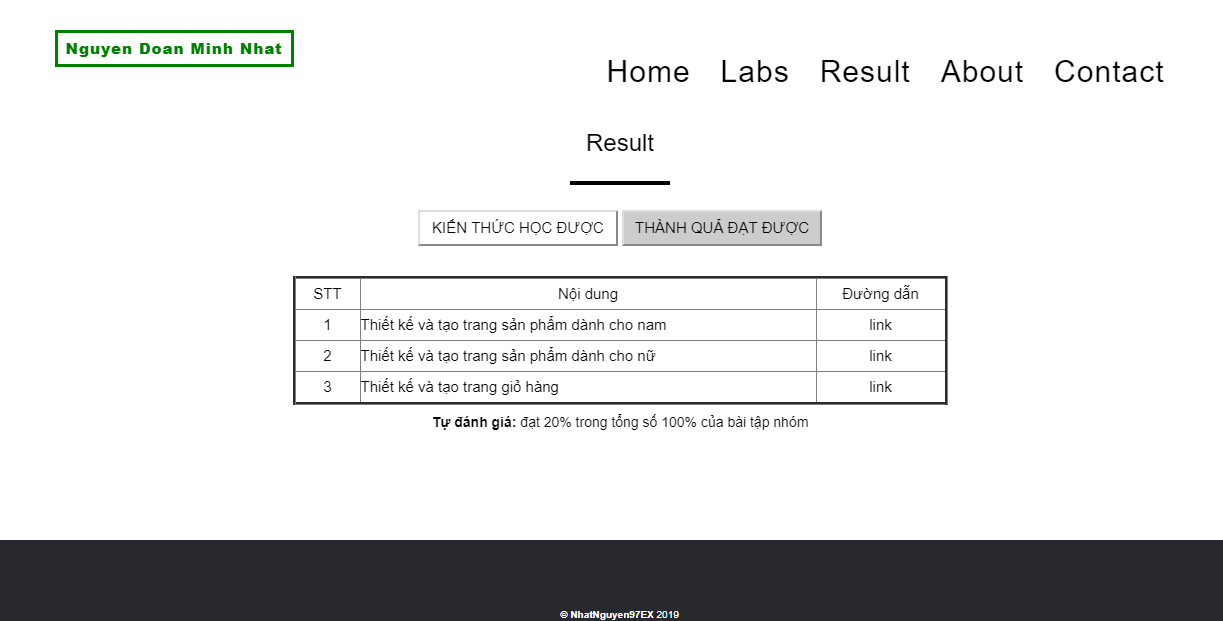 Nguyen Doan Minh Nhat
Home Labs Result About Contact
Result
KIẾN THỨC HỌC ĐƯỢC THÀNH QUẢ ĐẠT ĐƯỢC
STT Nội dung Đường dẫn
1 Thiết kế và tạo trang sản phẩm dành cho nam link
2 Thiết kế và tạo trang sản phẩm dành cho nữ link
3 Thiết kế và tạo trang giỏ hàng link
Tự đánh giá: đạt 20% trong tổng số 100% của bài tập nhóm
© NhatNguyen97EX 2019